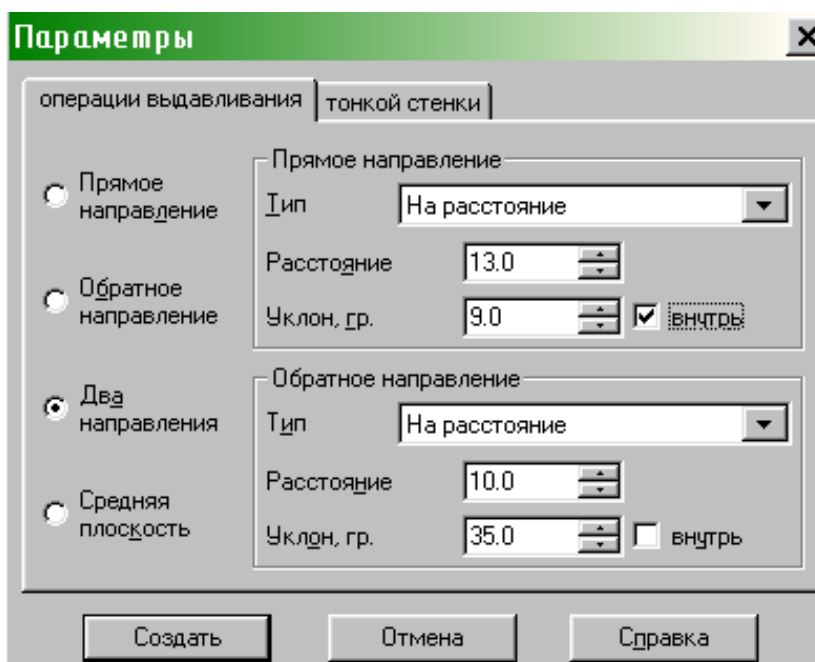 Параметры
операции выдавливания
тонкой стенки
Прямое
направление
Обратное
направление
Два
направления
Средняя
плоскость
Прямое направление
Тип
На расстояние
Расстояние
13.0
Уклон, гр.
9.0
внутрь
Обратное направление
Тип
На расстояние
Расстояние
10.0
Уклон, гр.
35.0
внутрь
Создать
Отмена
Справка